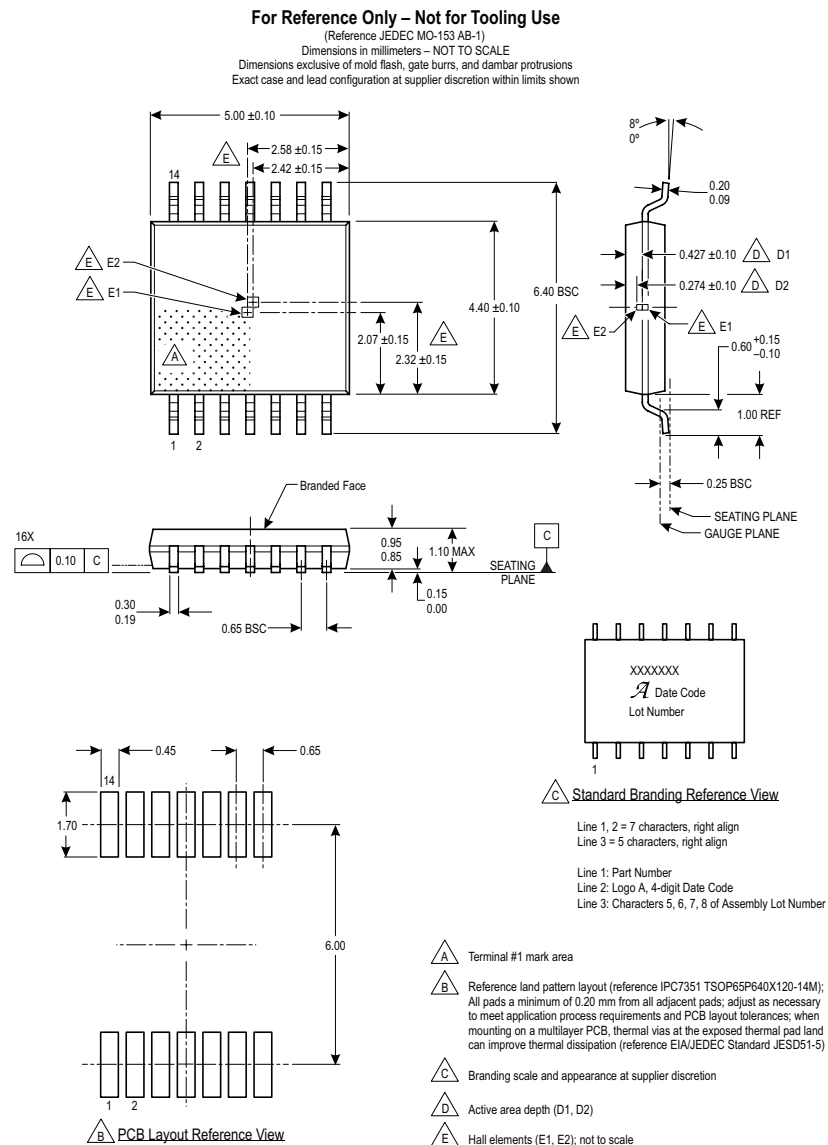 For Reference Only – Not for Tooling Use
(Reference JEDEC MO-153 AB-1)
Dimensions in millimeters – NOT TO SCALE
Dimensions exclusive of mold flash, gate burrs, and dambar protrusions
Exact case and lead configuration at supplier discretion within limits shown
5.00 ±0.10
E
2.58 ±0.15
2.42 ±0.15
14
E E2
E E1
A
2.07 ±0.15
2.32 ±0.15
E
4.40 ±0.10
6.40 BSC
1 2
8º
0º
0.20
0.09
0.427 ±0.10 D D1
0.274 ±0.10 D D2
E E2
E E1
0.60 +0.15
–0.10
1.00 REF
0.25 BSC
SEATING PLANE
GAUGE PLANE
Branded Face
16X
0.10 C
0.95
0.85
1.10 MAX
C
SEATING
PLANE
0.15
0.00
0.30
0.19
0.65 BSC
XXXXXXX
A Date Code
Lot Number
1
C Standard Branding Reference View
Line 1, 2 = 7 characters, right align
Line 3 = 5 characters, right align
Line 1: Part Number
Line 2: Logo A, 4-digit Date Code
Line 3: Characters 5, 6, 7, 8 of Assembly Lot Number
0.45
0.65
14
1.70
6.00
1 2
B PCB Layout Reference View
A Terminal #1 mark area
B Reference land pattern layout (reference IPC7351 TSOP65P640X120-14M);
All pads a minimum of 0.20 mm from all adjacent pads; adjust as necessary
to meet application process requirements and PCB layout tolerances; when
mounting on a multilayer PCB, thermal vias at the exposed thermal pad land
can improve thermal dissipation (reference EIA/JEDEC Standard JESD51-5)
C Branding scale and appearance at supplier discretion
D Active area depth (D1, D2)
E Hall elements (E1, E2); not to scale